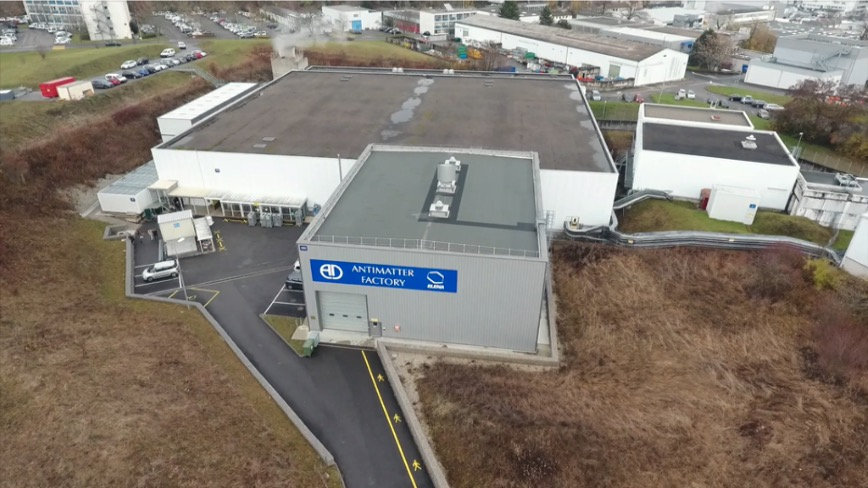 AD ANTIMATTER
FACTORY
ELENA